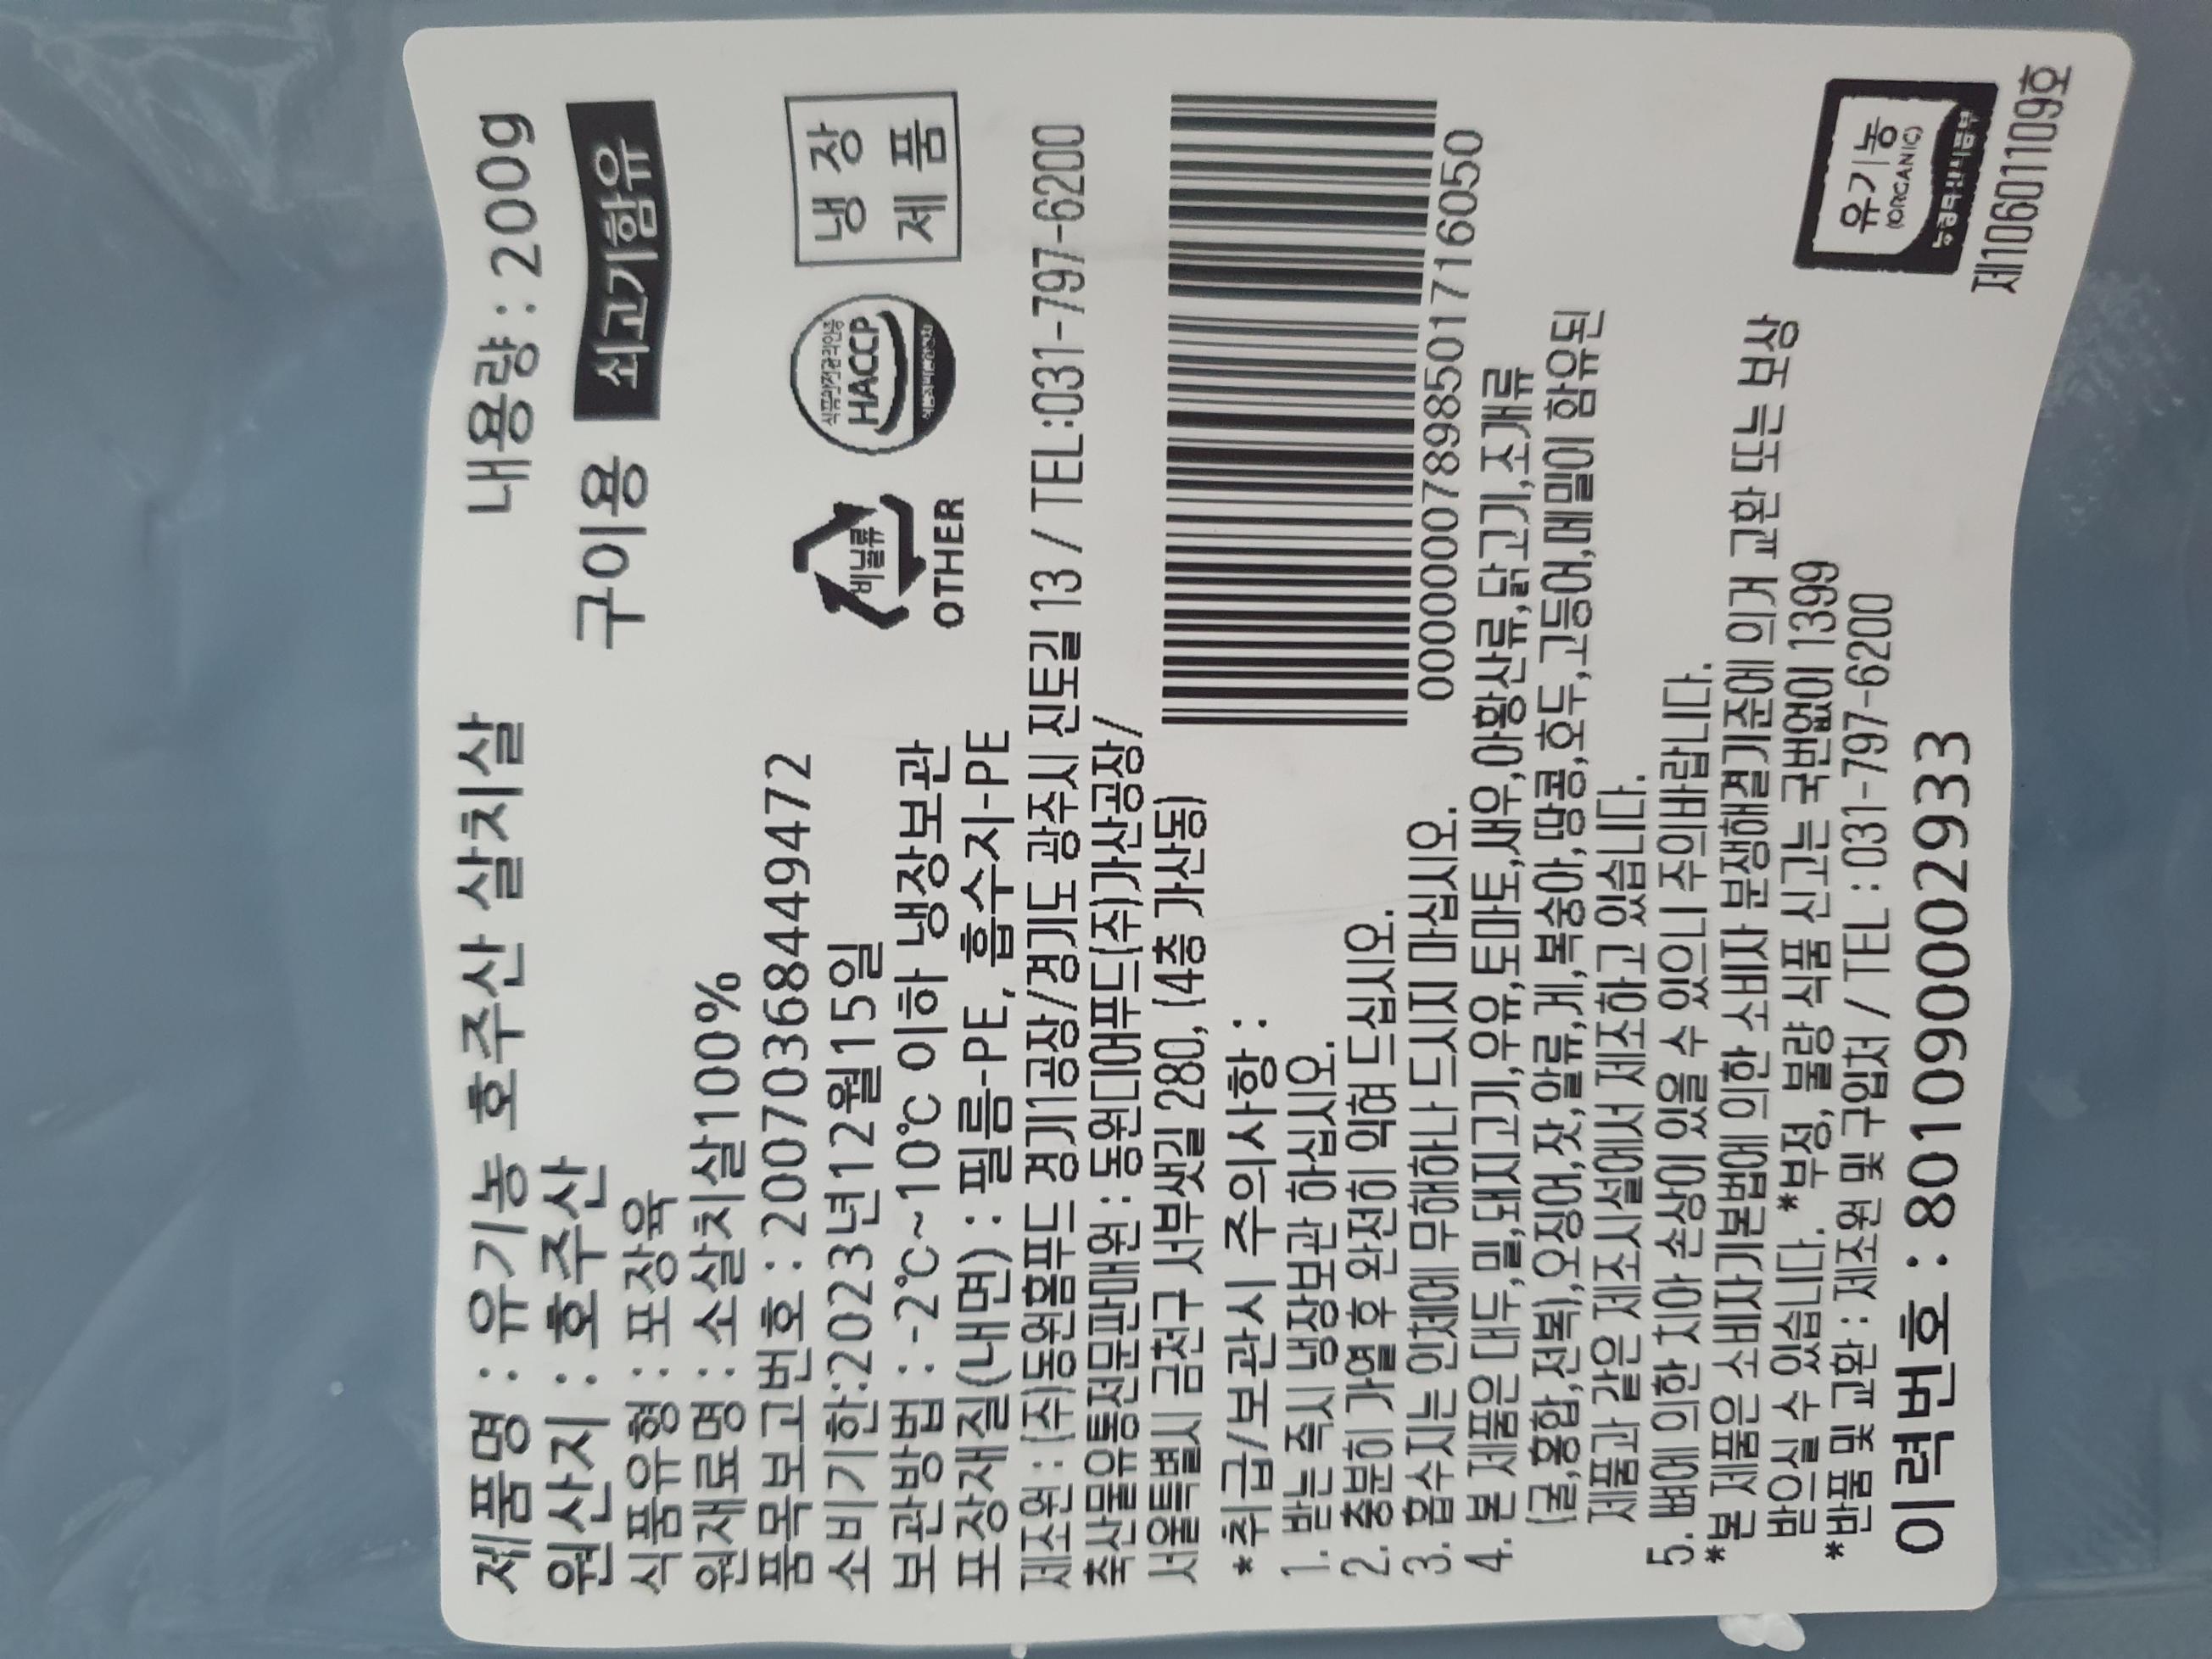 제품명 : 유기농 호주산 살치살 내용량 : 200g
원산지 : 호주산 구이용 쇠고기함유
식품유형 : 포장육
원재료명 : 소살치살100%
품목보고번호 : 20070368449472
소비기한:2023년12월15일
보관방법 : -2℃~10℃ 이하 냉장보관
포장재질(내면) : 필름-PE, 흡수지-PE
비닐류
OTHER
식품안전관리인증
HACCP
냉장
제품
제조원 : (주)동원홈푸드 경기1공장/경기도 광주시 진토길 13 / TEL:031-797-6200
축산물유통전문판매원 : 동원디어푸드(주)가산공장/
서울특별시 금천구 서부샛길 280, (4층 가산동)
*취급/보관시 주의사항 :
1. 받는 즉시 냉장보관 하십시오.
2. 충분히 가열 후 완전히 익혀 드십시오.
3. 흡수지는 인체에 무해하나 드시지 마십시오.
0000007898501716050
4. 본 제품은 대두,밀,돼지고기,우유,토마토,새우,아황산류,닭고기,조개류
(굴,홍합,전복),오징어,잣,알류,게,복숭아,땅콩,호두,고등어,메밀이 함유된
제품과 같은 제조시설에서 제조하고 있습니다.
5. 뼈에 의한 치아 손상이 있을 수 있으니 주의바랍니다.
*본 제품은 소비자기본법에 의한 소비자 분쟁해결기준에 의거 교환 또는 보상
받으실 수 있습니다. *부정, 불량 식품 신고는 국번없이 1399
*반품 및 교환 : 제조원 및 구입처 / TEL : 031-797-6200
이력번호 : 801090002933
유기농
(ORGANIC)
농림축산식품부
제10601109호